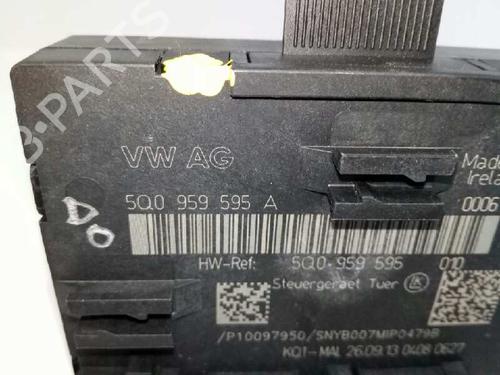 VW AG
Made
Irela
5Q0 959 595 A
0006
HW-Ref: 5Q0 959 595 010
Steuergeraet Tuer
/P10097950/SNYB007MIP0479B
KQ1-MAL 26.09.13 0408 0627
DO
B-PARTS